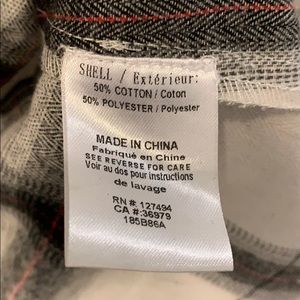 SHELL / Extérieur:
50% COTTON / Coton
50% POLYESTER / Polyester
MADE IN CHINA
Fabriqué en Chine
SEE REVERSE FOR CARE
Voir au dos pour instructions
de lavage
RN # 127494
CA #:36979
185B86A